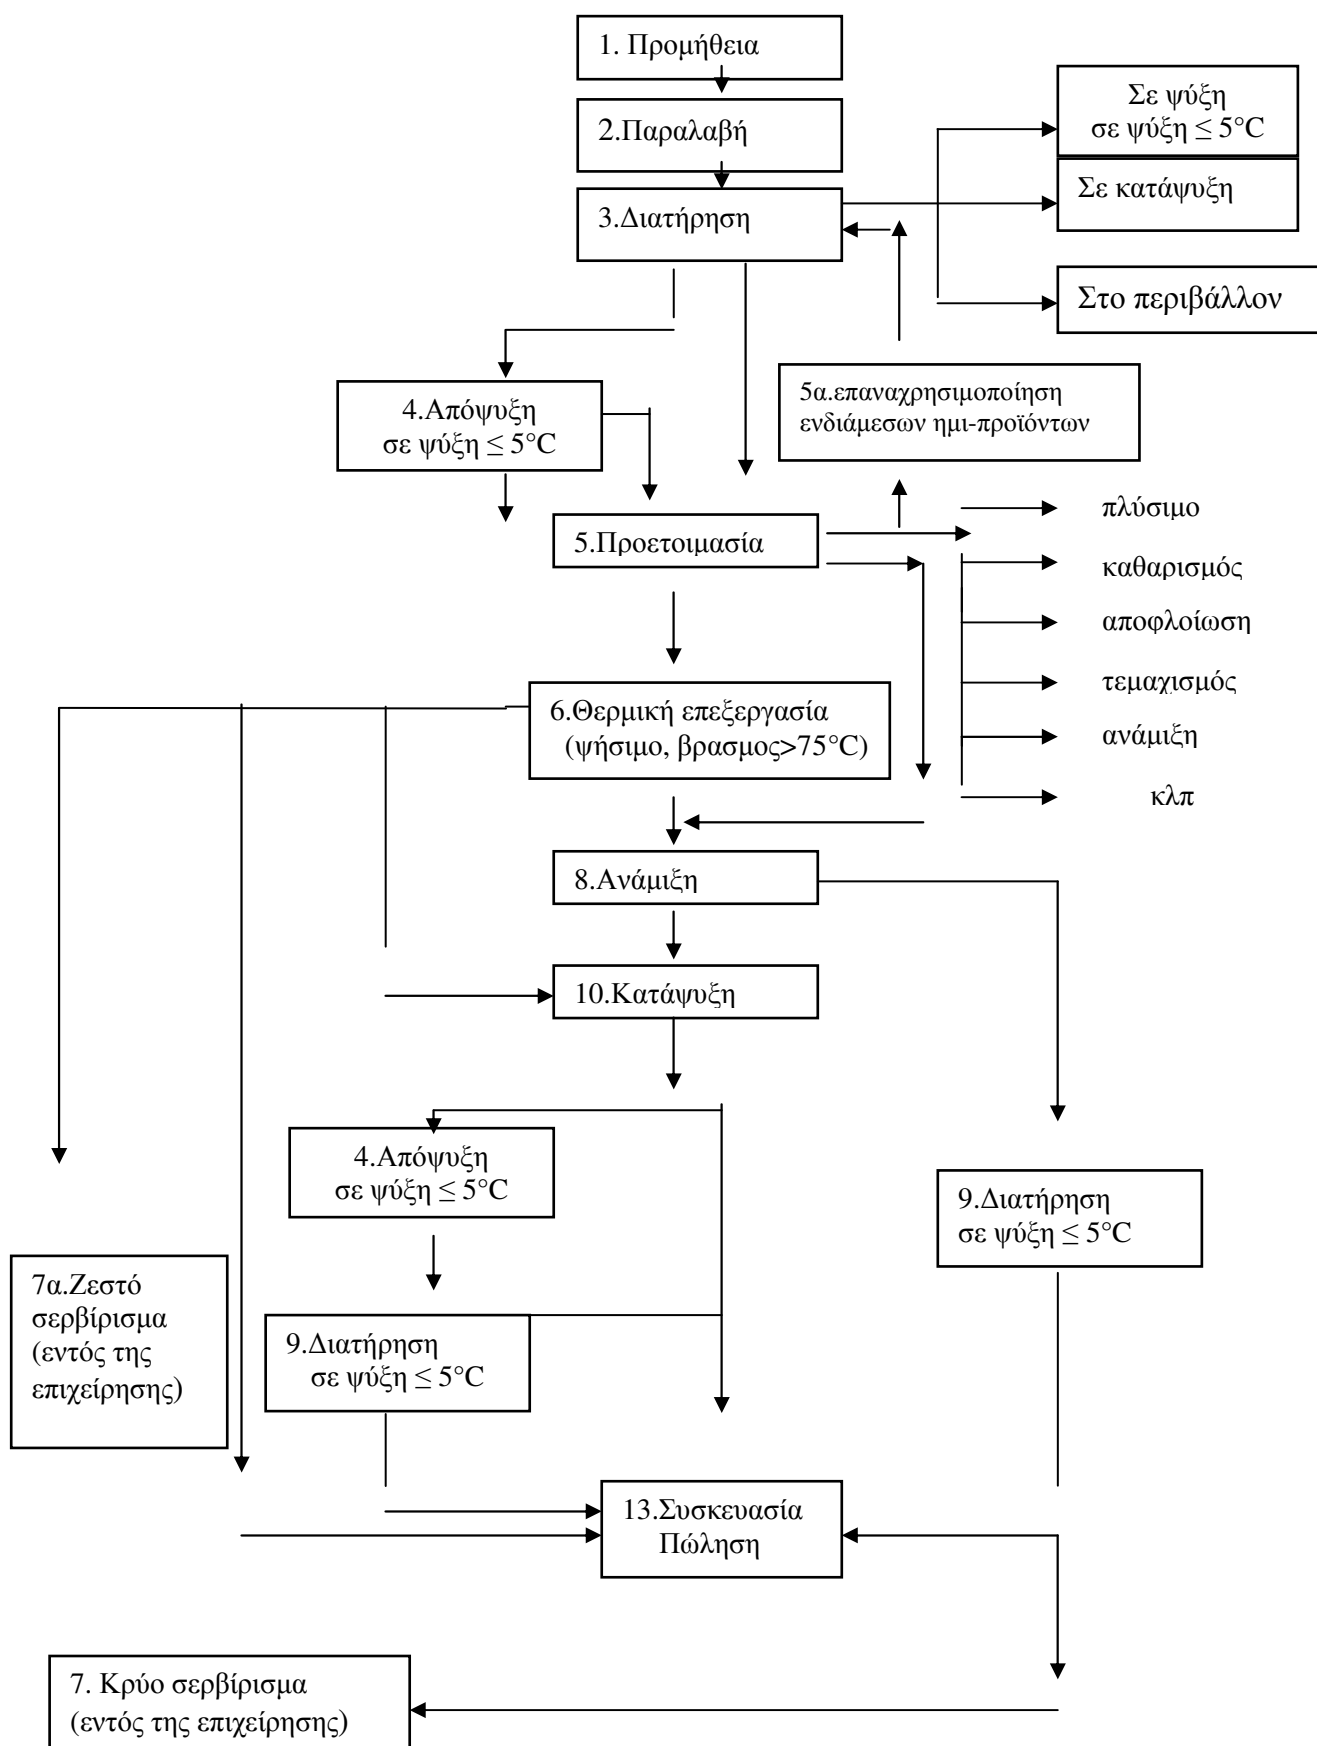 1. Προμήθεια
Σε ψύξη
σε ψύξη ≤ 5°C
2.Παραλαβή
Σε κατάψυξη
3.Διατήρηση
Στο περιβάλλον
4.Απόψυξη
σε ψύξη ≤ 5°C
5α.επαναχρησιμοποίηση
ενδιάμεσων ημι-προϊόντων
πλύσιμο
5.Προετοιμασία
καθαρισμός
αποφλοίωση
τεμαχισμός
6.Θερμική επεξεργασία
(ψήσιμο, βρασμος>75°C)
ανάμιξη
κλπ
8.Ανάμιξη
10.Κατάψυξη
4.Απόψυξη
σε ψύξη ≤ 5°C
9.Διατήρηση
σε ψύξη ≤ 5°C
7α.Ζεστό
σερβίρισμα
(εντός της
επιχείρησης)
9.Διατήρηση
σε ψύξη ≤ 5°C
13.Συσκευασία
Πώληση
7. Κρύο σερβίρισμα
(εντός της επιχείρησης)